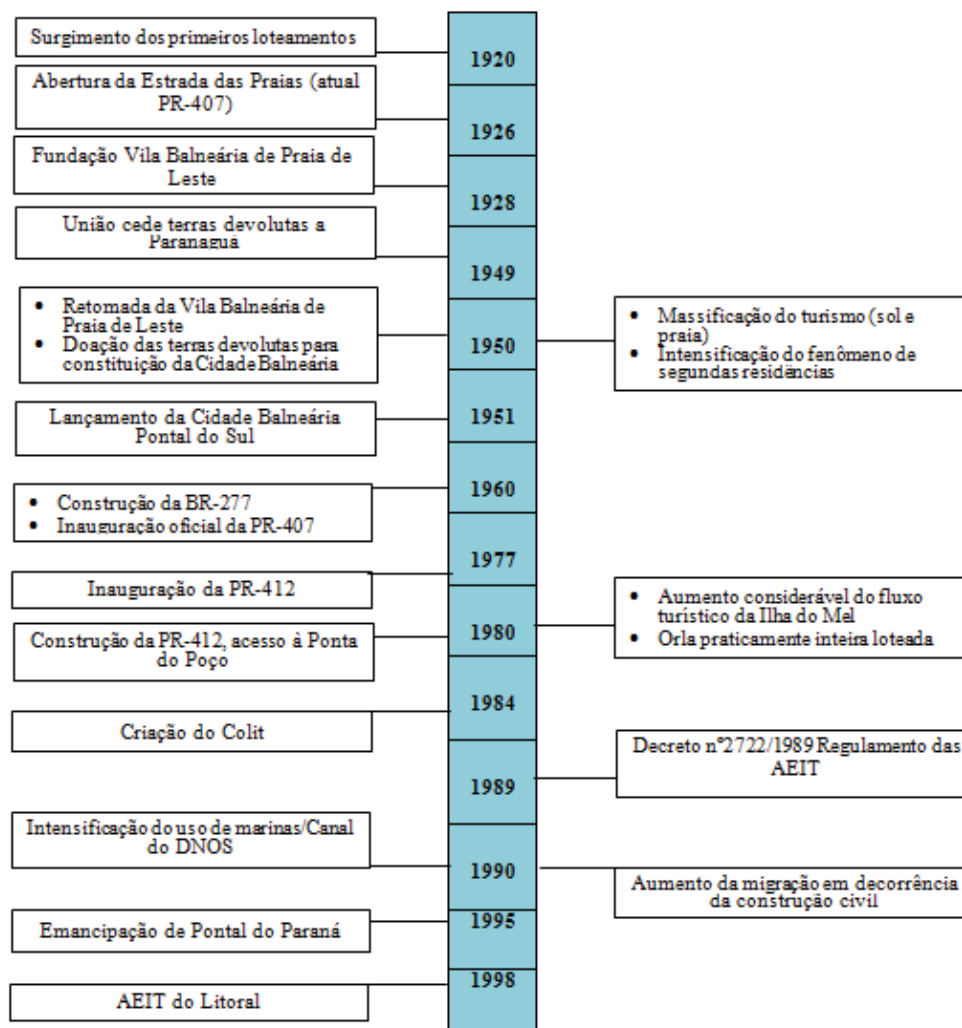 Surgimento dos primeiros loteamentos
1920
Abertura da Estrada das Praias (atual
PR-407)
1926
Fundação Vila Balneária de Praia de
Leste
1928
União cede terras devolutas a
Paranaguá
1949
• Retomada da Vila Balneária de
Praia de Leste
• Doação das terras devolutas para
constituição da Cidade Balneária
1950
• Massificação do turismo (sol e
praia)
• Intensificação do fenômeno de
segundas residências
Lançamento da Cidade Balneária
Pontal do Sul
1951
• Construção da BR-277
• Inauguração oficial da PR-407
1960
Inauguração da PR-412
1977
Construção da PR-412, acesso à Ponta
do Poço
1980
• Aumento considerável do fluxo
turístico da Ilha do Mel
• Orla praticamente inteira loteada
Criação do Colit
1984
Decreto n°2722/1989 Regulamento das
AEIT
1989
Intensificação do uso de marinas/Canal
do DNOS
1990
Aumento da migração em decorrência
da construção civil
Emancipação de Pontal do Paraná
1995
AEIT do Litoral
1998